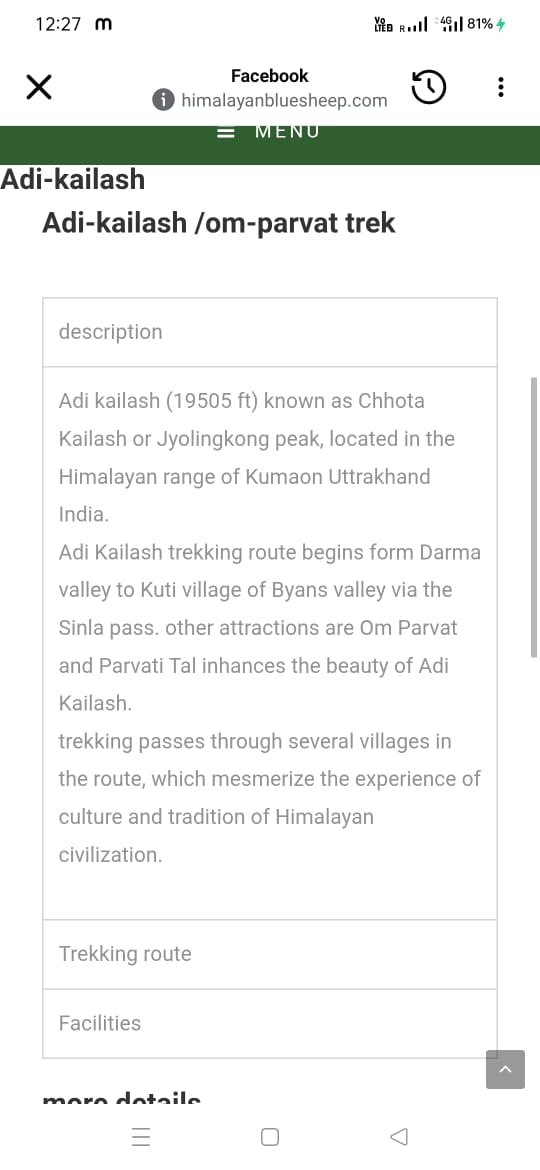 12:27 m
Vo LTE R 4G 81%
Facebook
himalayanbluesheep.com
MENU
Adi-kailash
Adi-kailash /om-parvat trek
description
Adi kailash (19505 ft) known as Chhota
Kailash or Jyolingkong peak, located in the
Himalayan range of Kumaon Uttrakhand
India.
Adi Kailash trekking route begins form Darma
valley to Kuti village of Byans valley via the
Sinla pass. other attractions are Om Parvat
and Parvati Tal inhances the beauty of Adi
Kailash.
trekking passes through several villages in
the route, which mesmerize the experience of
culture and tradition of Himalayan
civilization.
Trekking route
Facilities
more details